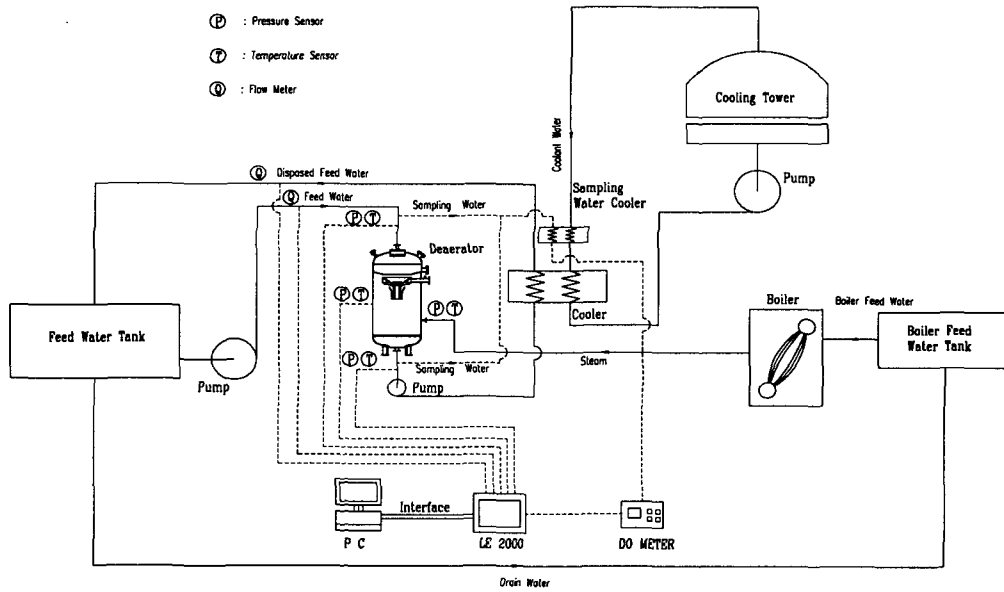 P : Pressure Sensor
T : Temperature Sensor
Q : Flow Meter
Cooling Tower
Coolant Water
Pump
Sampling
Water Cooler
Q Disposed Feed Water
Q Feed Water
Sampling Water
P T
Deaerator
P T
P T
Cooler
Boiler
Boiler Feed Water
Feed Water Tank
Boiler Feed
Water Tank
Pump
P T
Sampling Water
Steam
Pump
Interface
P C
LE 2000
DO METER
Drain Water